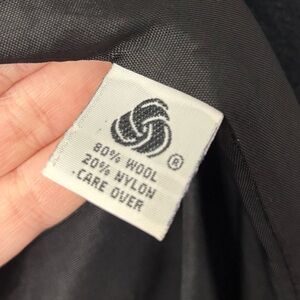 ®
80% WOOL
20% NYLON
.CARE OVER